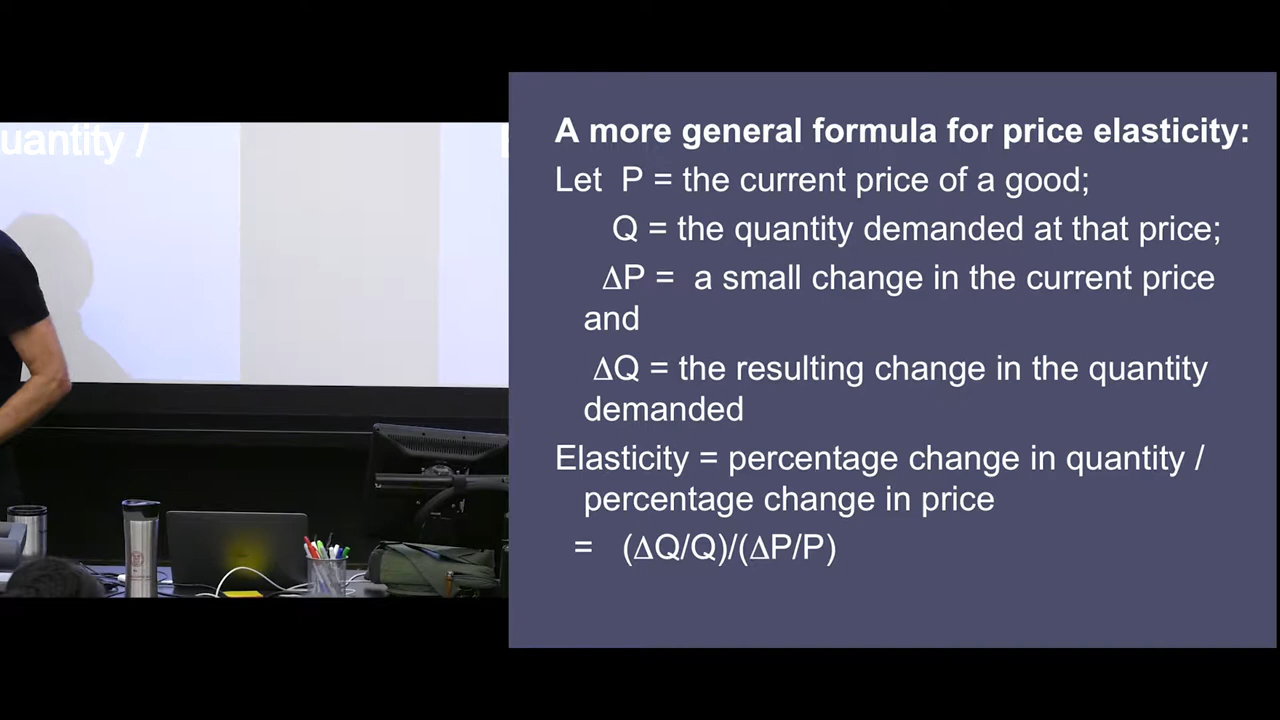 uantity /
A more general formula for price elasticity:
Let P = the current price of a good;
Q = the quantity demanded at that price;
ΔP = a small change in the current price
and
ΔQ = the resulting change in the quantity
demanded
Elasticity = percentage change in quantity /
percentage change in price
= (ΔQ/Q)/(ΔP/P)